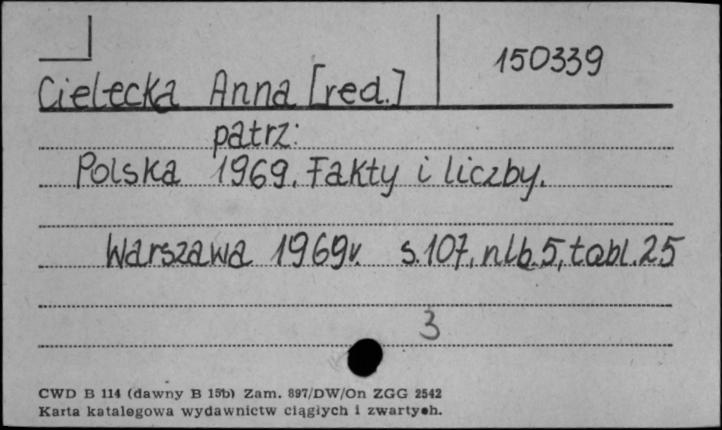 150339
Cielecka Anna [red.]
patrz:
Polska 1969. Fakty i liczby.
Warszawa 1969r. s.107, nlb.5, tabl.25
3
CWD B 114 (dawny B 15b) Zam. 897/DW/On ZGG 2542
Karta katalogowa wydawnictw ciągłych i zwartych.